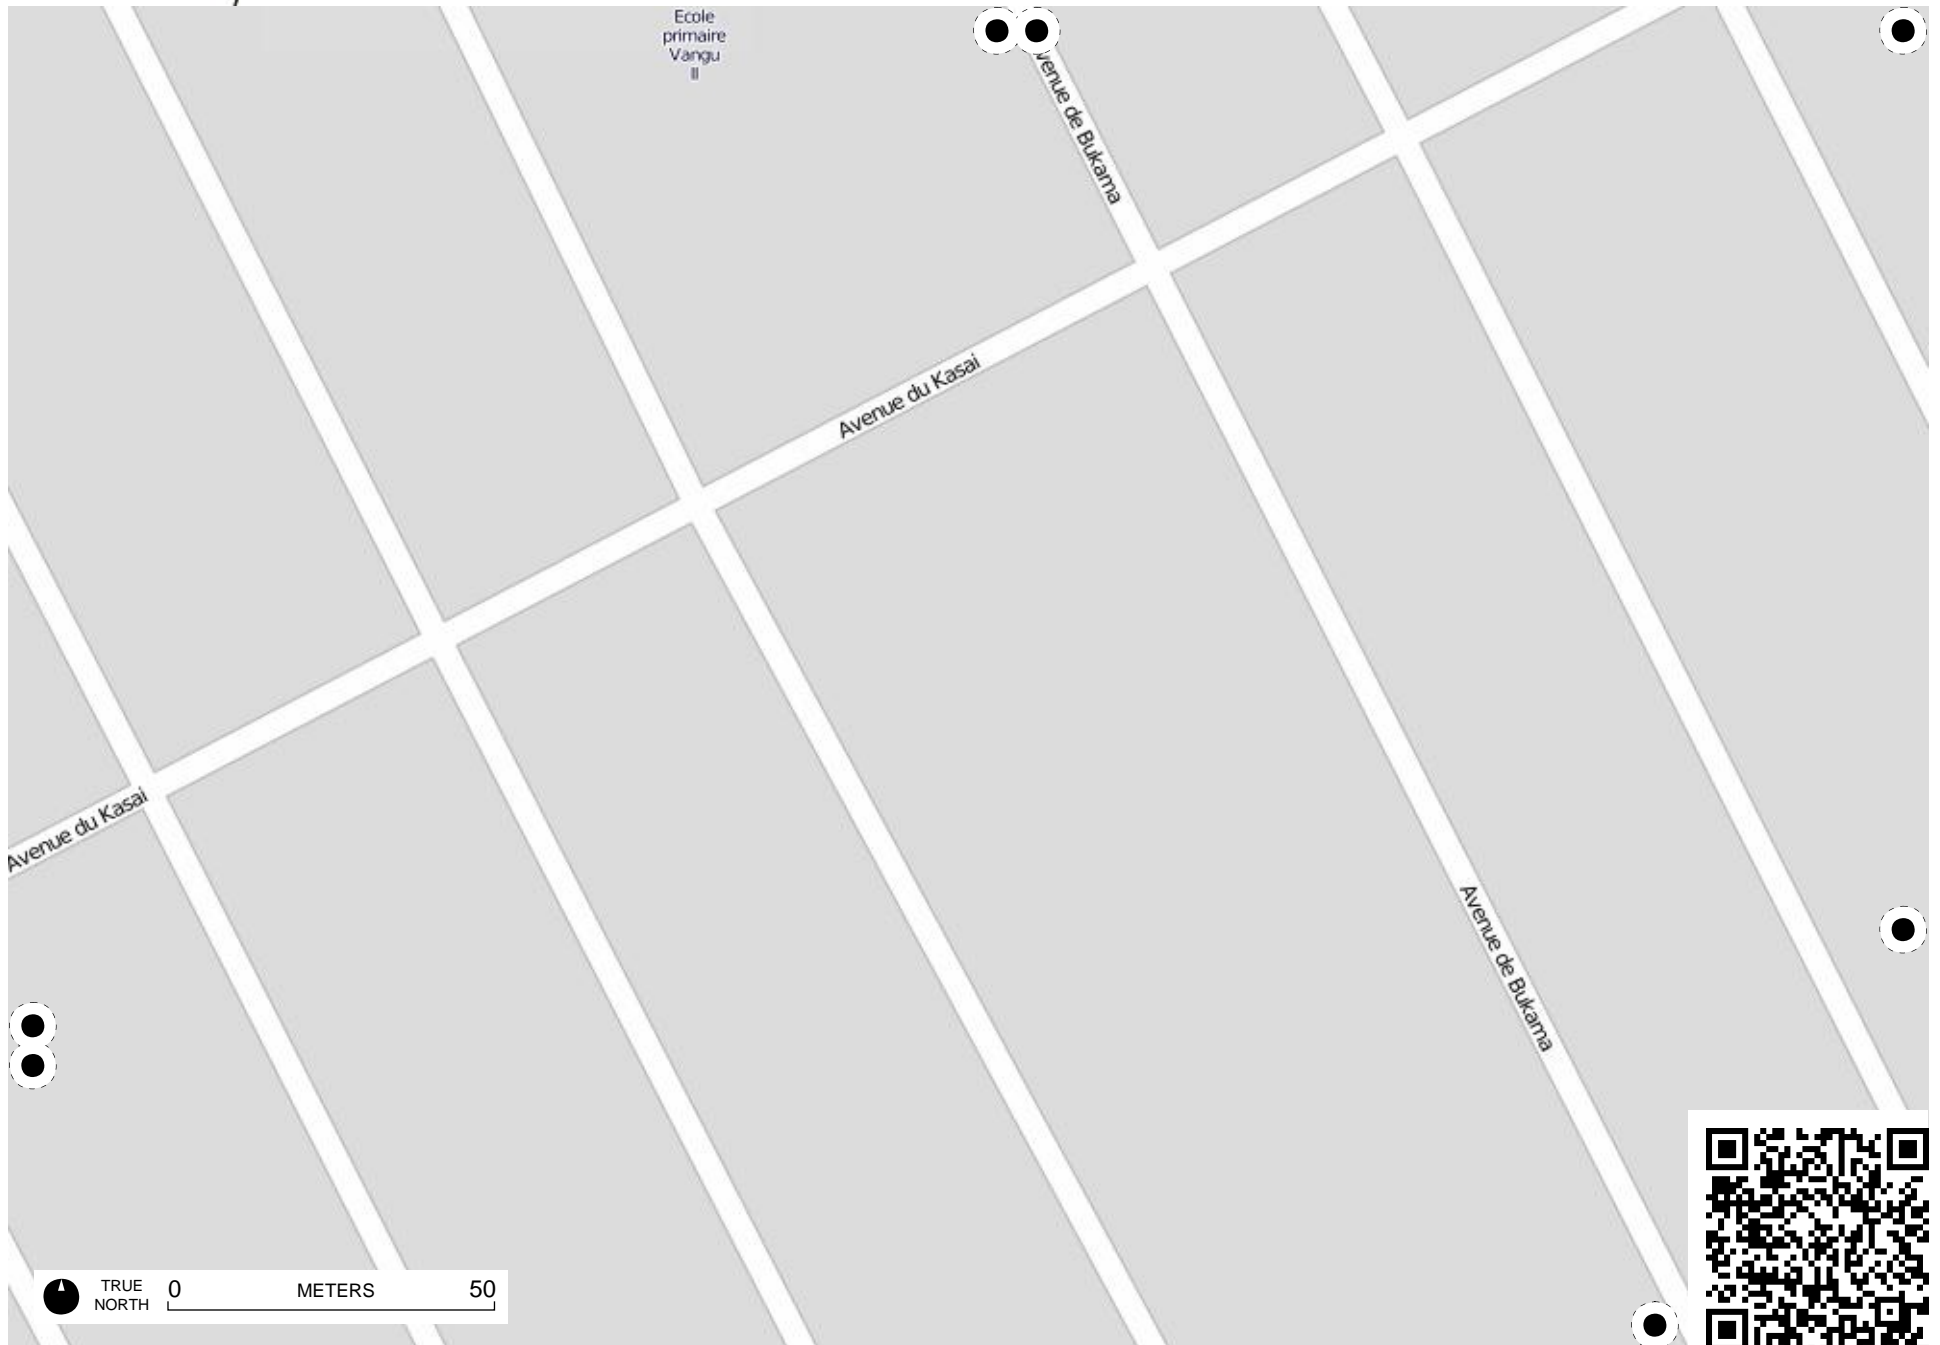 Ecole
primaire
Vangu
II
venue de Bukama
Avenue du Kasai
Avenue du Kasai
Avenue de Bukama
TRUE
NORTH
0 METERS 50